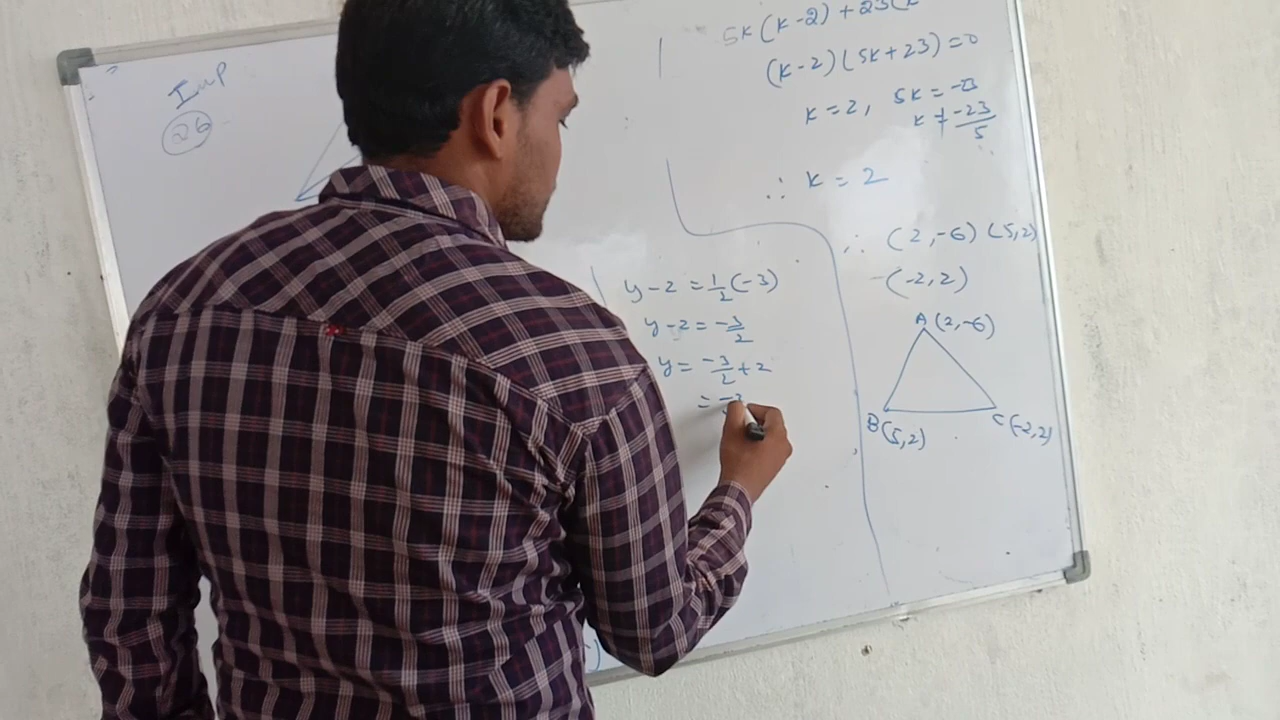 Imp
26
5k(k-2)+23(k
(k-2)(5k+23)=0
k=2, 5k=-23
k≠-23/5
∴ k=2
∴ (2,-6) (5,2)
(-2,2)
y-2=1/2(-3)
y-2=-3/2
y=-3/2+2
=-3
A(2,-6)
B(5,2)
C(-2,2)